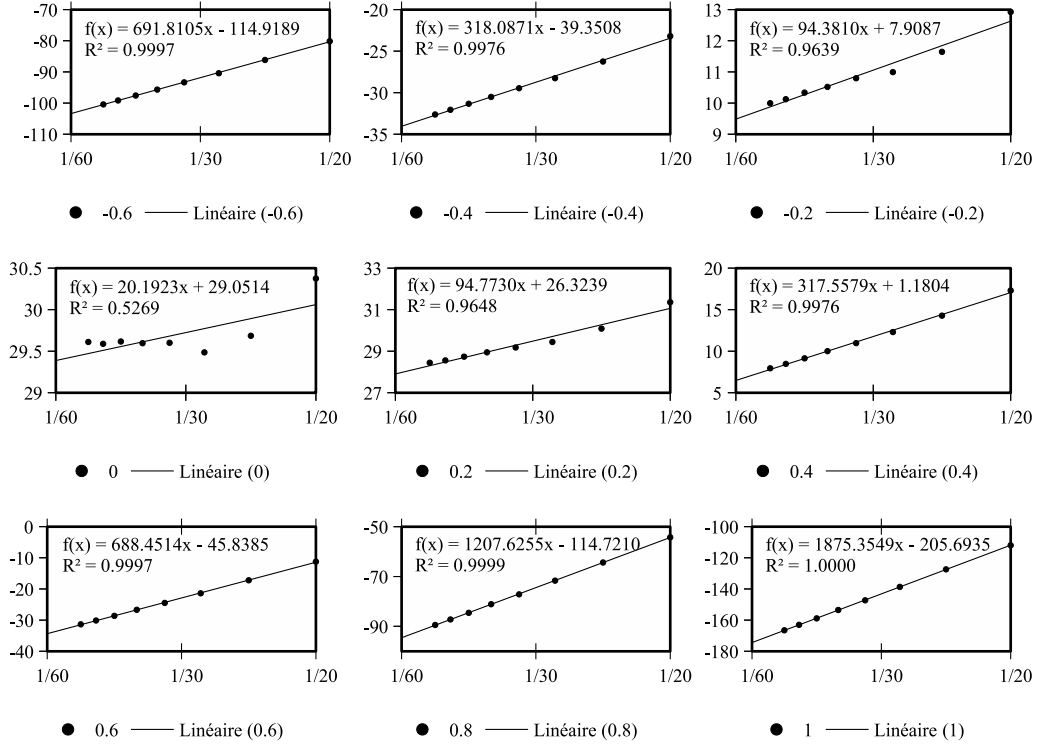 -70
-80
-90
-100
-110
f(x) = 691.8105x - 114.9189
R² = 0.9997
1/60
1/30
1/20
-0.6
Linéaire (-0.6)
-20
-25
-30
-35
f(x) = 318.0871x - 39.3508
R² = 0.9976
1/60
1/30
1/20
-0.4
Linéaire (-0.4)
13
12
11
10
9
f(x) = 94.3810x + 7.9087
R² = 0.9639
1/60
1/30
1/20
-0.2
Linéaire (-0.2)
30.5
30
29.5
29
f(x) = 20.1923x + 29.0514
R² = 0.5269
1/60
1/30
1/20
0
Linéaire (0)
33
31
29
27
f(x) = 94.7730x + 26.3239
R² = 0.9648
1/60
1/30
1/20
0.2
Linéaire (0.2)
20
15
10
5
f(x) = 317.5579x + 1.1804
R² = 0.9976
1/60
1/30
1/20
0.4
Linéaire (0.4)
0
-10
-20
-30
-40
f(x) = 688.4514x - 45.8385
R² = 0.9997
1/60
1/30
1/20
0.6
Linéaire (0.6)
-50
-70
-90
f(x) = 1207.6255x - 114.7210
R² = 0.9999
1/60
1/30
1/20
0.8
Linéaire (0.8)
-100
-120
-140
-160
-180
f(x) = 1875.3549x - 205.6935
R² = 1.0000
1/60
1/30
1/20
1
Linéaire (1)